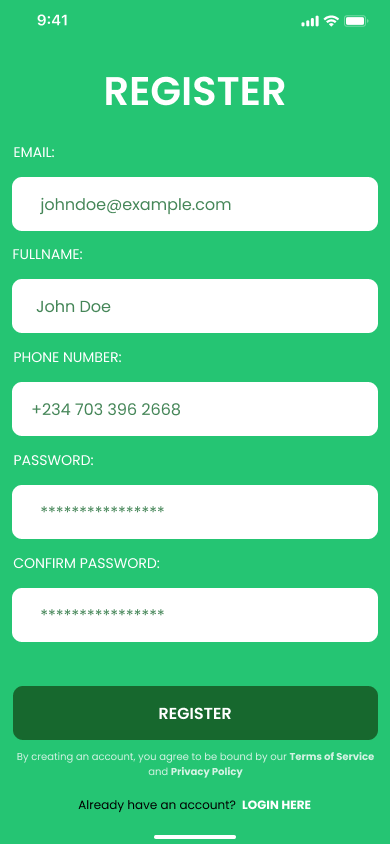 9:41
REGISTER
EMAIL:
johndoe@example.com
FULLNAME:
John Doe
PHONE NUMBER:
+234 703 396 2668
PASSWORD:
****************
CONFIRM PASSWORD:
****************
REGISTER
By creating an account, you agree to be bound by our Terms of Service
and Privacy Policy
Already have an account? LOGIN HERE